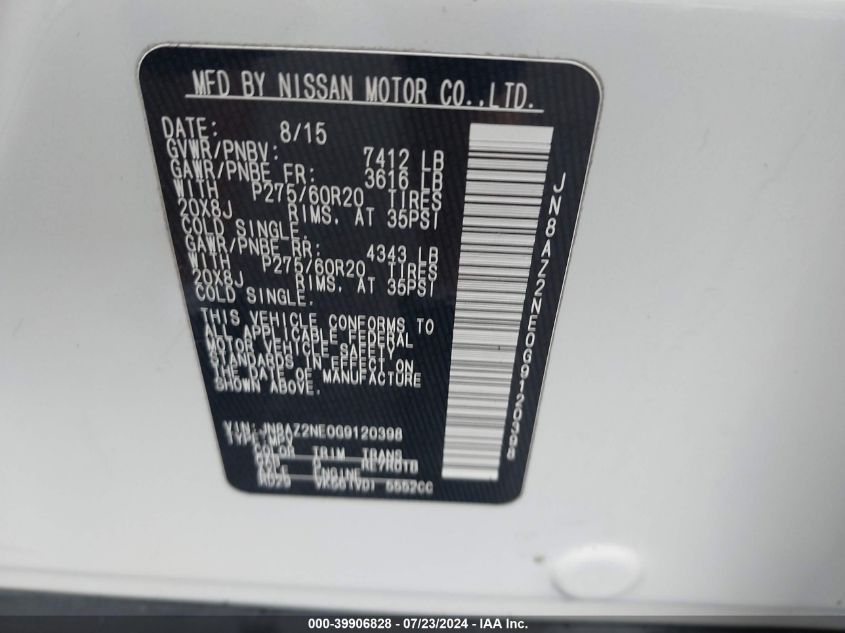 MFD BY NISSAN MOTOR CO.,LTD.
DATE: 8/15
GVWR/PNBV: 7412 LB
GAWR/PNBE FR: 3616 LB
WITH P275/60R20 TIRES
20X8J RIMS, AT 35PSI
COLD SINGLE.
GAWR/PNBE RR: 4343 LB
WITH P275/60R20 TIRES
20X8J RIMS, AT 35PSI
COLD SINGLE.
THIS VEHICLE CONFORMS TO
ALL APPLICABLE FEDERAL
MOTOR VEHICLE SAFETY
STANDARDS IN EFFECT ON
THE DATE OF MANUFACTURE
SHOWN ABOVE.
VIN: JN8AZ2NE0G9120398
TYPE: MPV
COLOR TRIM TRANS
RE7R01B
AXLE ENGINE
VK56(VD) 5552CC
JN8AZ2NE0G9120398
000-39906828 - 07/23/2024 - IAA Inc.